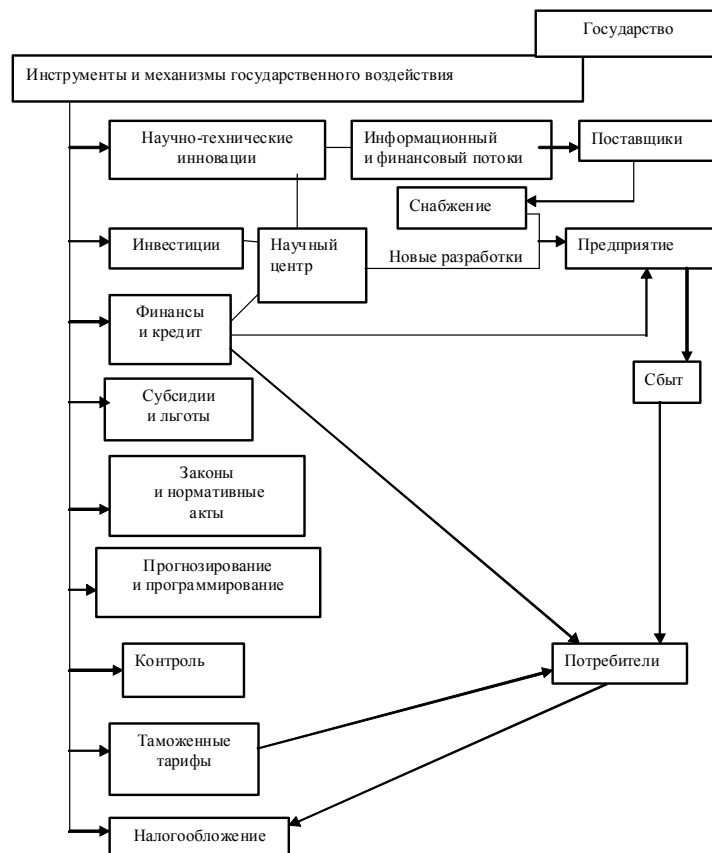 Государство
Инструменты и механизмы государственного воздействия
Научно-технические
инновации
Информационный
и финансовый потоки
Поставщики
Снабжение
Инвестиции
Научный
центр
Новые разработки
Предприятие
Финансы
и кредит
Сбыт
Субсидии
и льготы
Законы
и нормативные
акты
Прогнозирование
и программирование
Контроль
Потребители
Таможенные
тарифы
Налогообложение